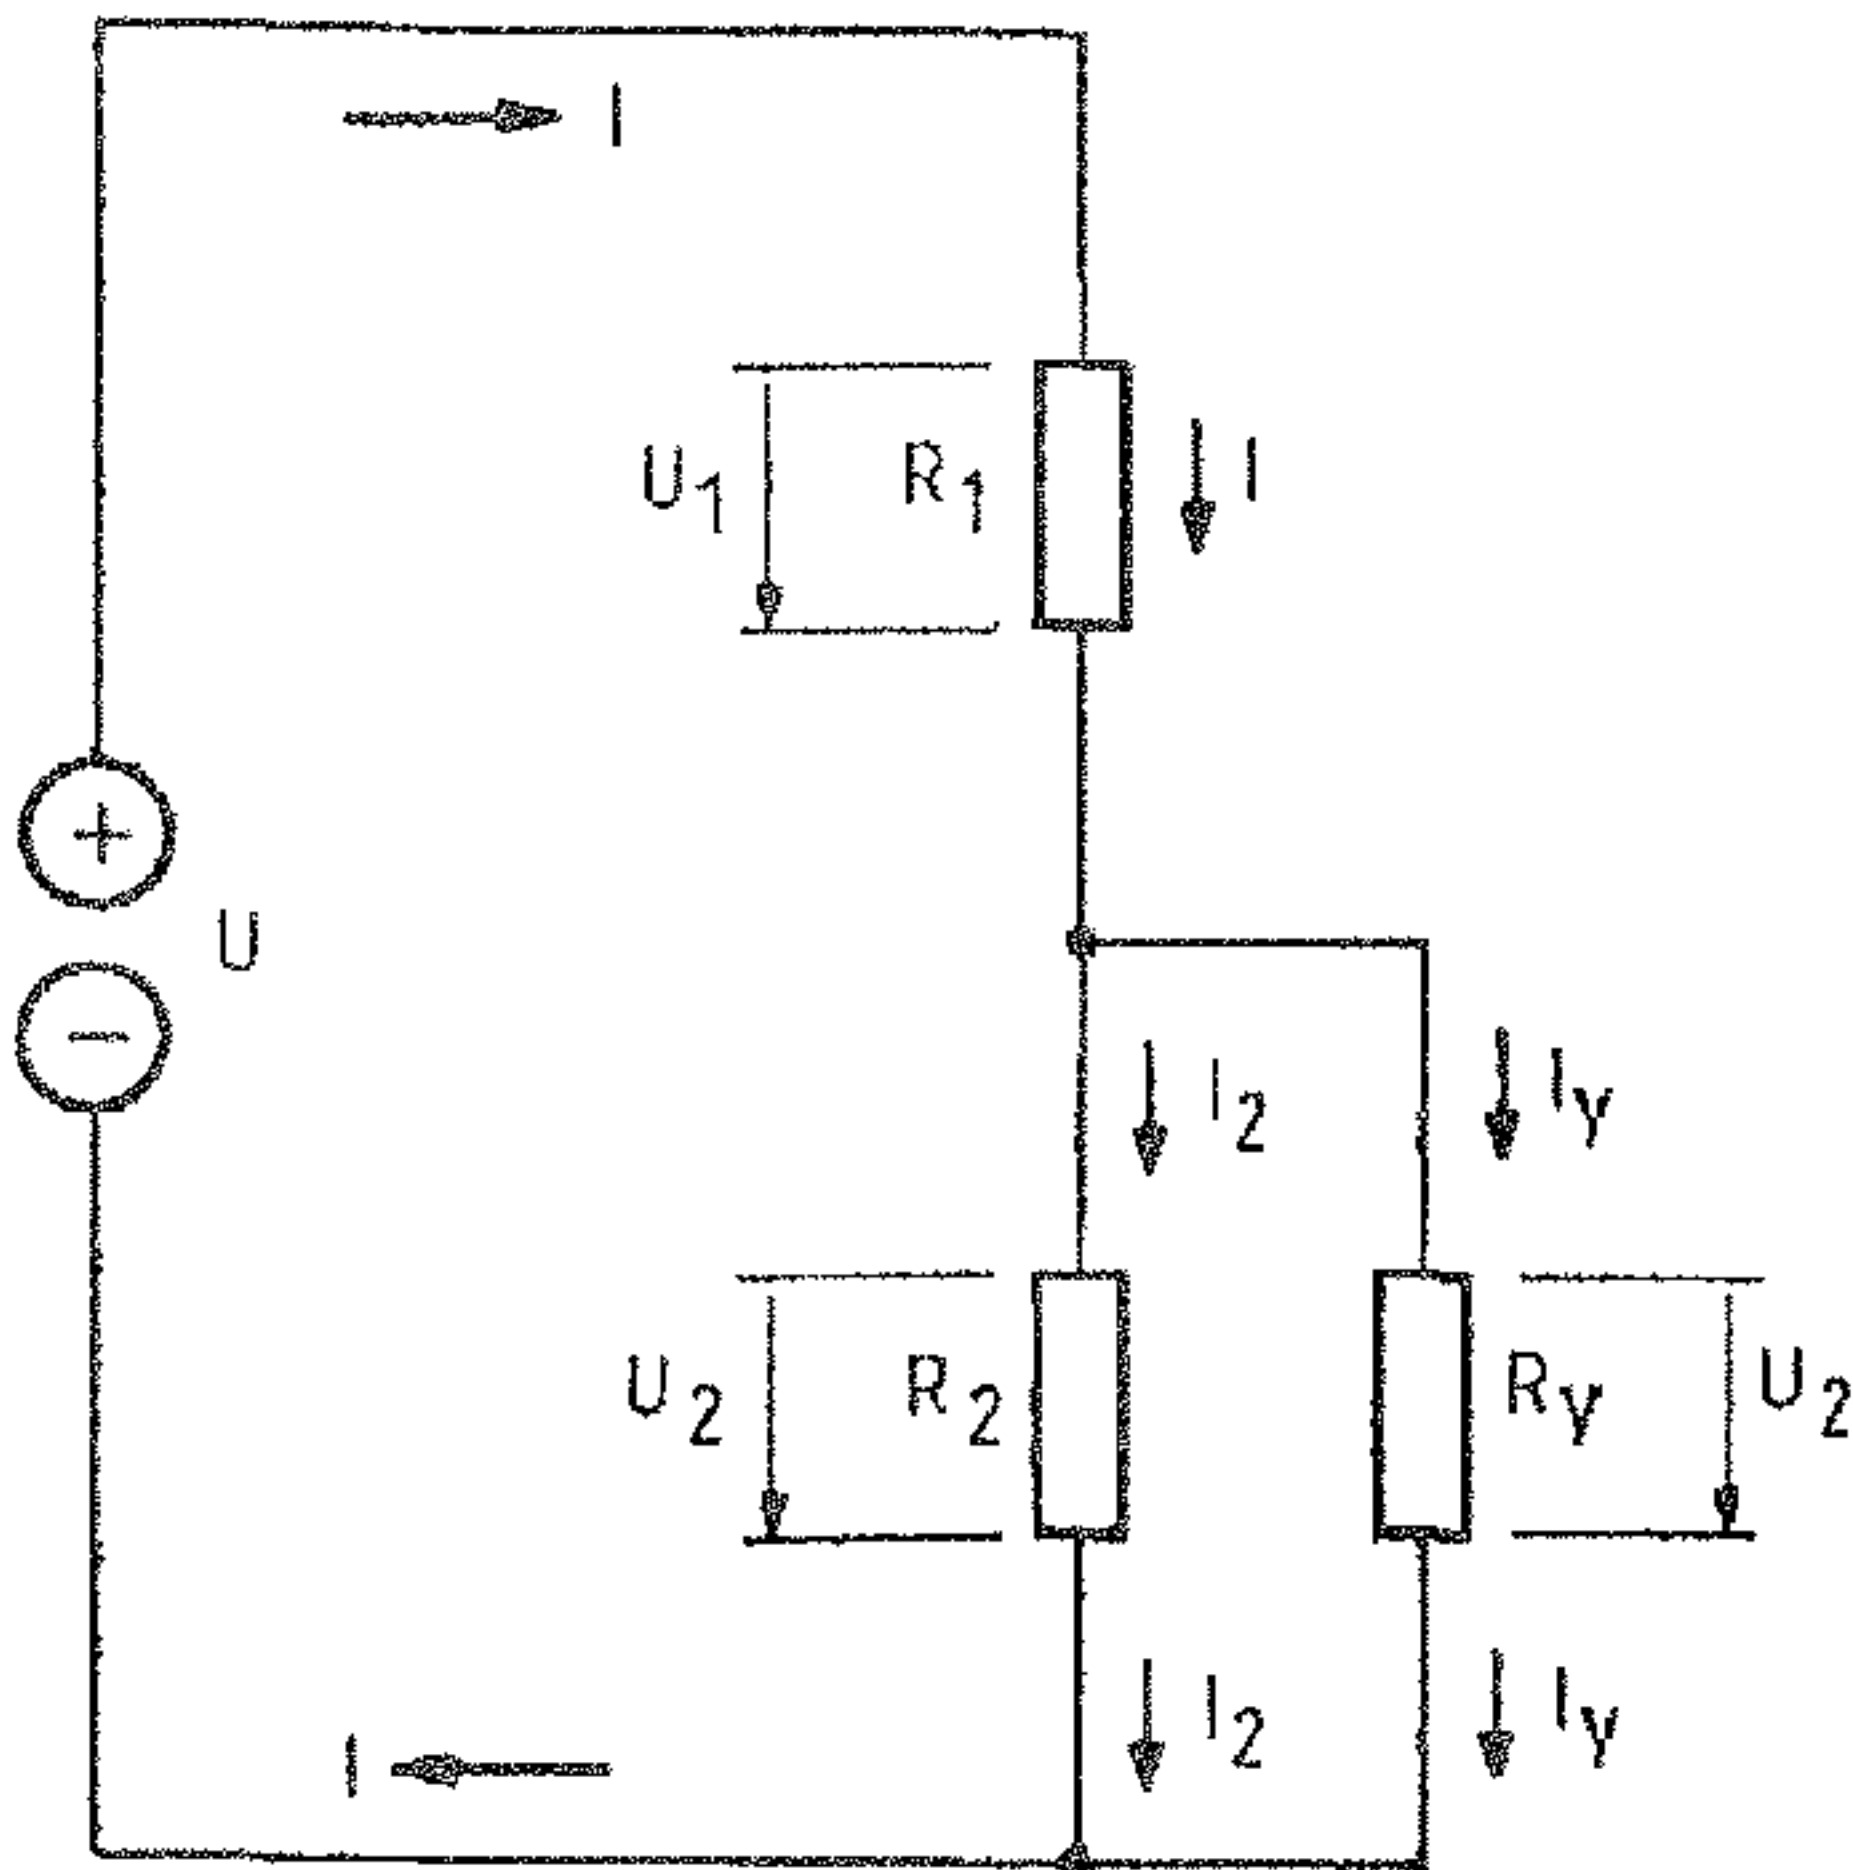 I
U₁ R₁ I
+
U
−
I₂ Iy
U₂ R₂ Ry U₂
I₂ Iy
I